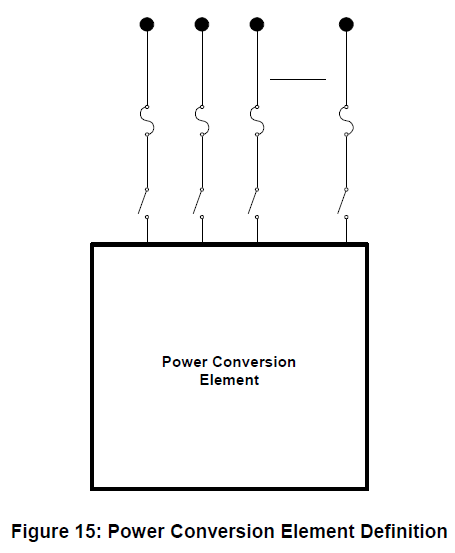 Power Conversion
Element
Figure 15: Power Conversion Element Definition